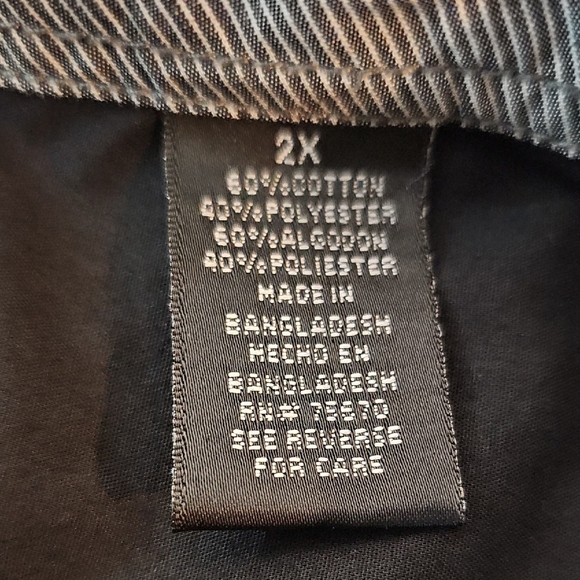 2X
60% COTTON
40% POLYESTER
60% ALGODON
40% POLIESTER
MADE IN
BANGLADESH
HECHO EN
BANGLADESH
RN#
SEE REVERSE
FOR CARE